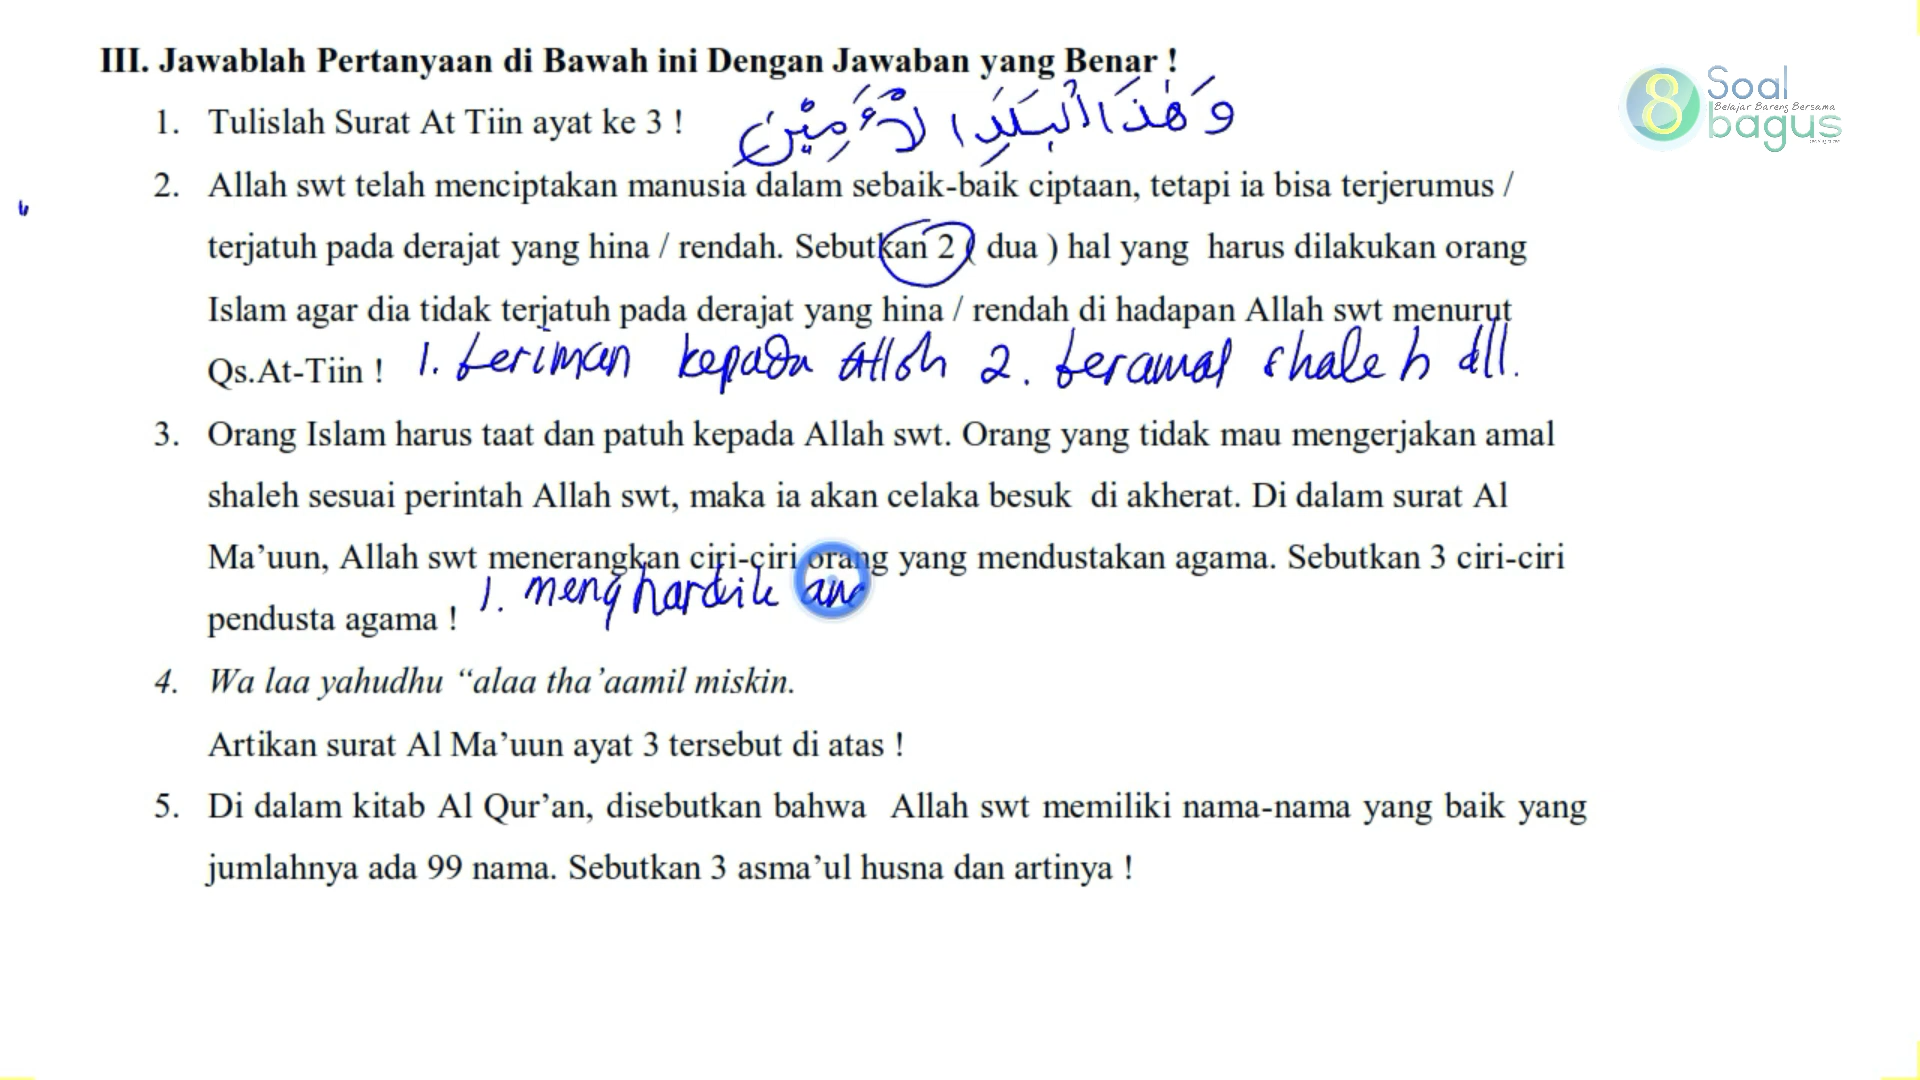 III. Jawablah Pertanyaan di Bawah ini Dengan Jawaban yang Benar !
8 Soal bagus
Belajar Bareng Bersama
1. Tulislah Surat At Tiin ayat ke 3 ! وَهٰذَا الْبَلَدِ الْاَمِيْنِ
2. Allah swt telah menciptakan manusia dalam sebaik-baik ciptaan, tetapi ia bisa terjerumus /
terjatuh pada derajat yang hina / rendah. Sebutkan 2 ( dua ) hal yang harus dilakukan orang
Islam agar dia tidak terjatuh pada derajat yang hina / rendah di hadapan Allah swt menurut
Qs.At-Tiin ! 1. beriman kepada Alloh 2. beramal shaleh dll.
3. Orang Islam harus taat dan patuh kepada Allah swt. Orang yang tidak mau mengerjakan amal
shaleh sesuai perintah Allah swt, maka ia akan celaka besuk di akherat. Di dalam surat Al
Ma’uun, Allah swt menerangkan ciri-ciri orang yang mendustakan agama. Sebutkan 3 ciri-ciri
pendusta agama ! 1. menghardik ana
4. Wa laa yahudhu “alaa tha’aamil miskin.
Artikan surat Al Ma’uun ayat 3 tersebut di atas !
5. Di dalam kitab Al Qur’an, disebutkan bahwa Allah swt memiliki nama-nama yang baik yang
jumlahnya ada 99 nama. Sebutkan 3 asma’ul husna dan artinya !